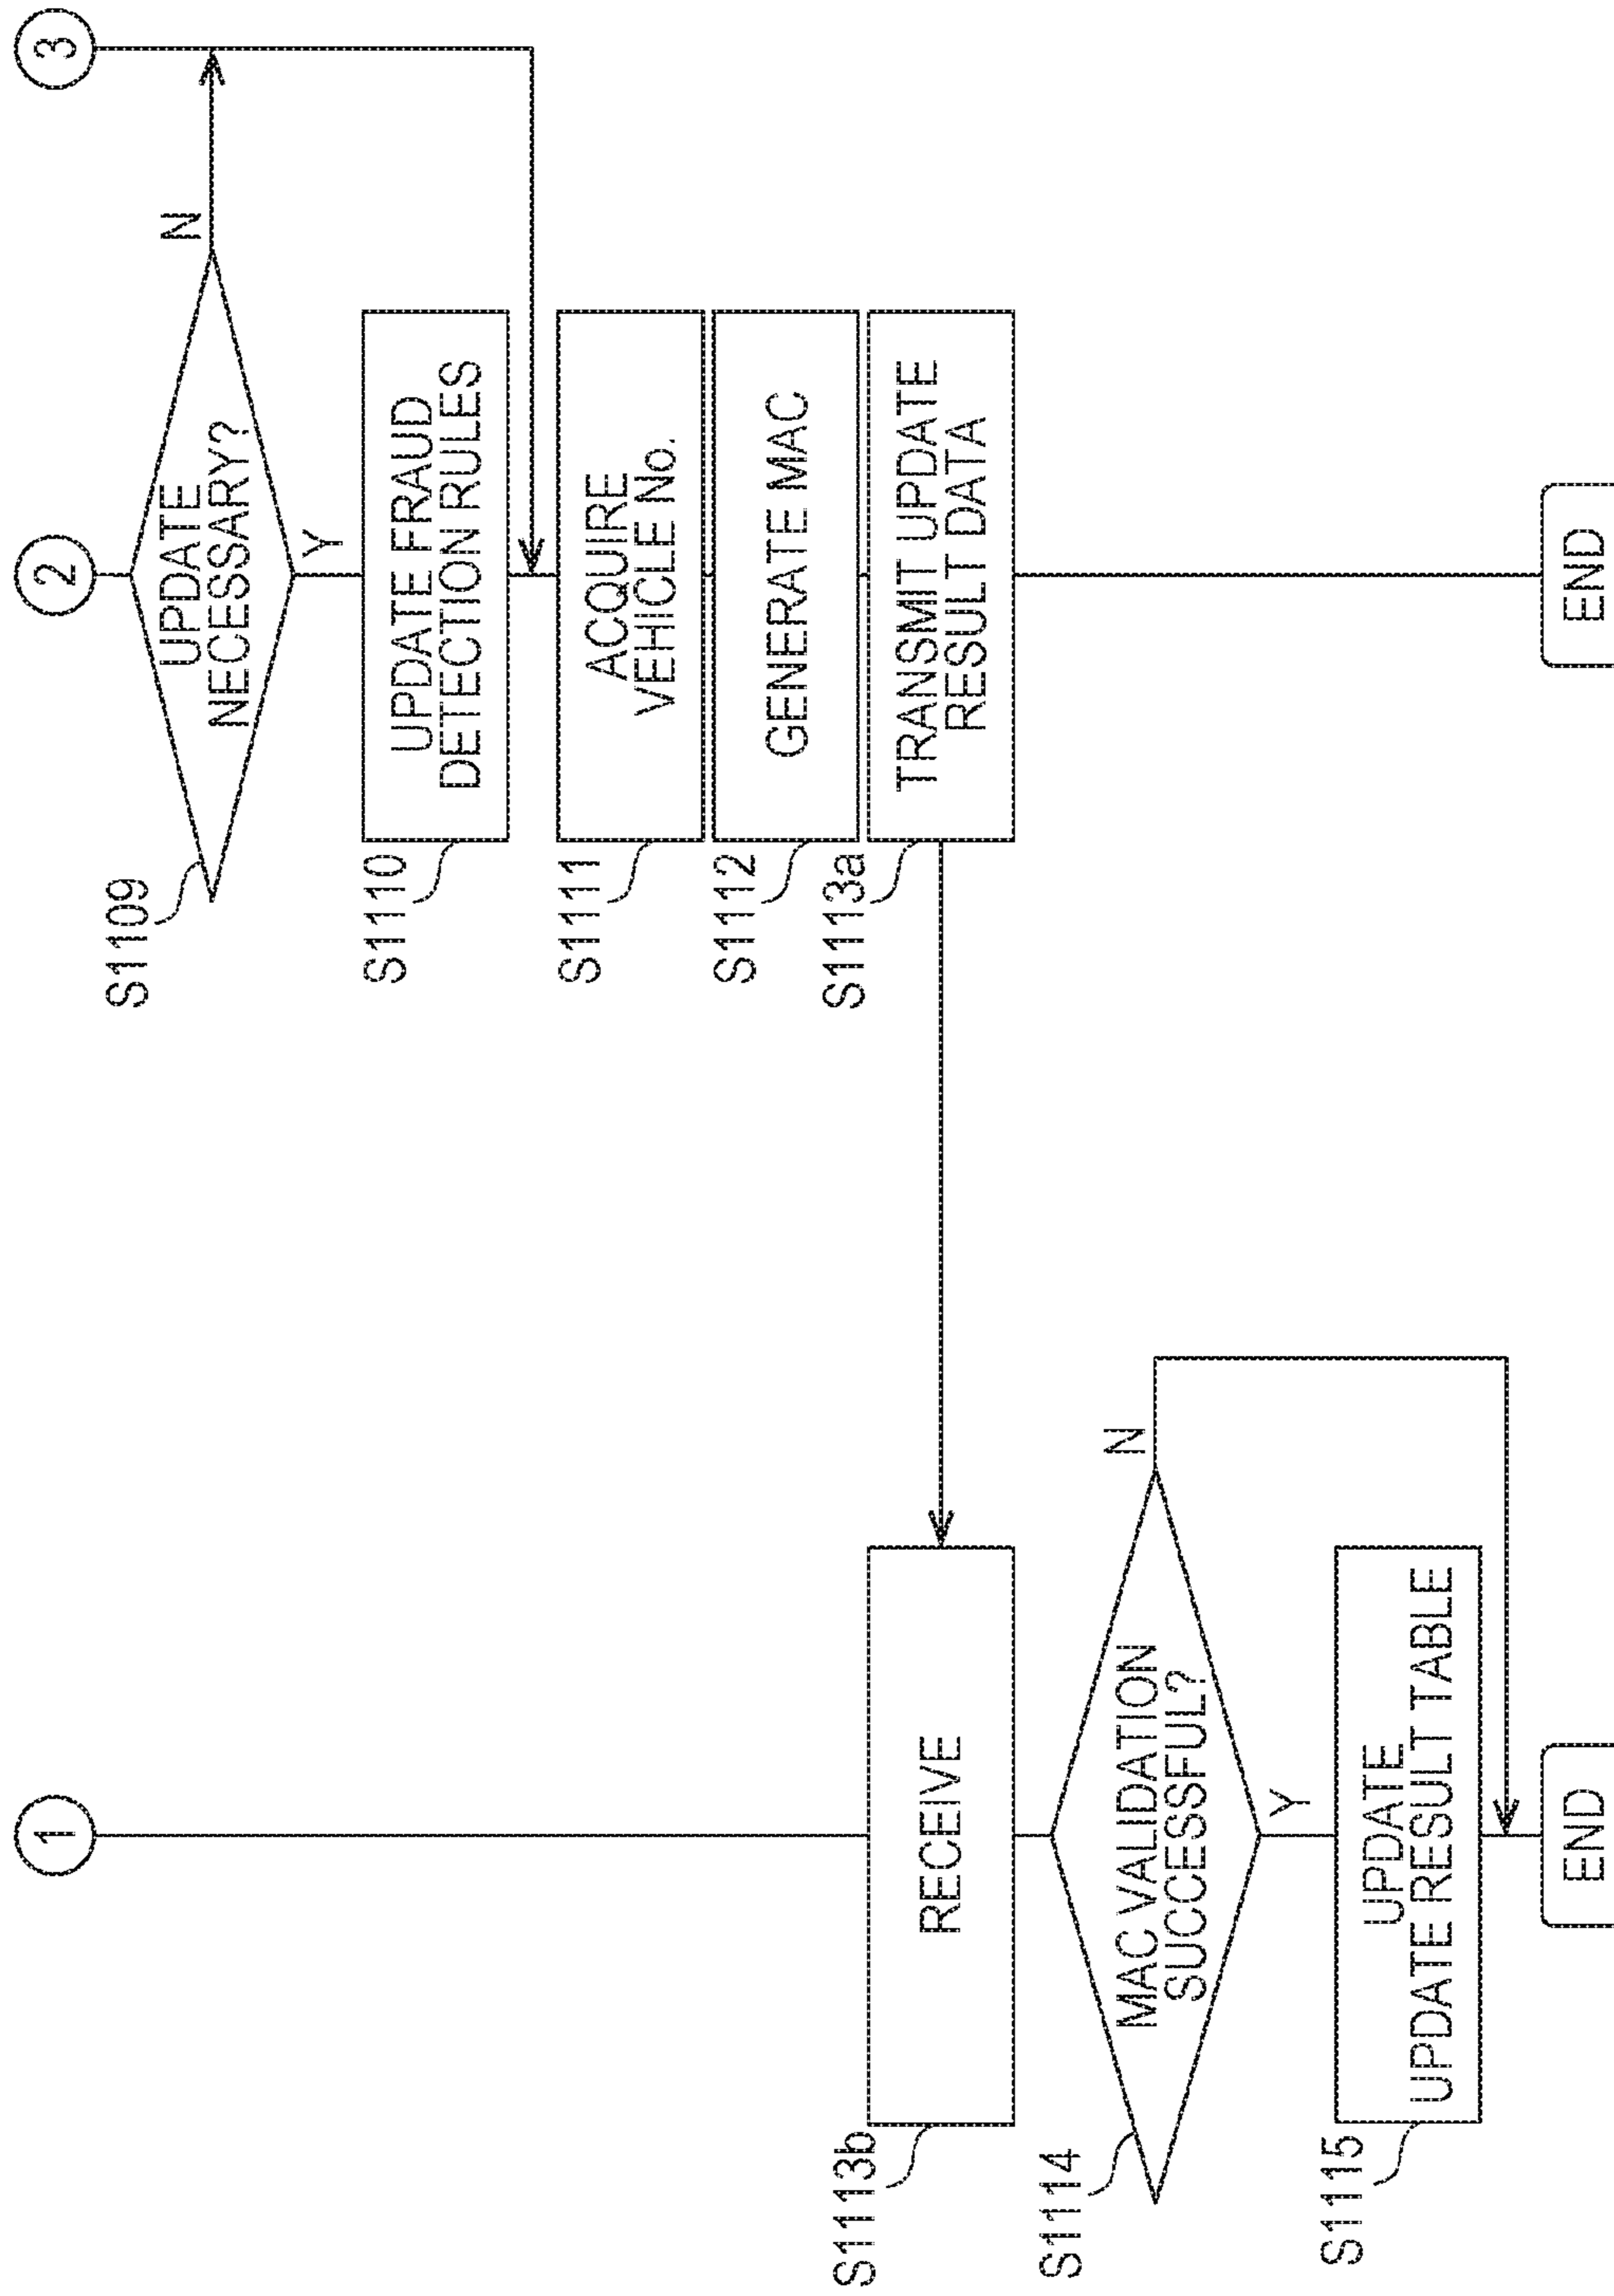 1
2
3
S1109
UPDATE
NECESSARY?
N
Y
S1110
UPDATE FRAUD
DETECTION RULES
S1111
ACQUIRE
VEHICLE No.
S1112
GENERATE MAC
S1113a
TRANSMIT UPDATE
RESULT DATA
S1113b
RECEIVE
S1114
MAC VALIDATION
SUCCESSFUL?
N
Y
S1115
UPDATE
UPDATE RESULT TABLE
END
END